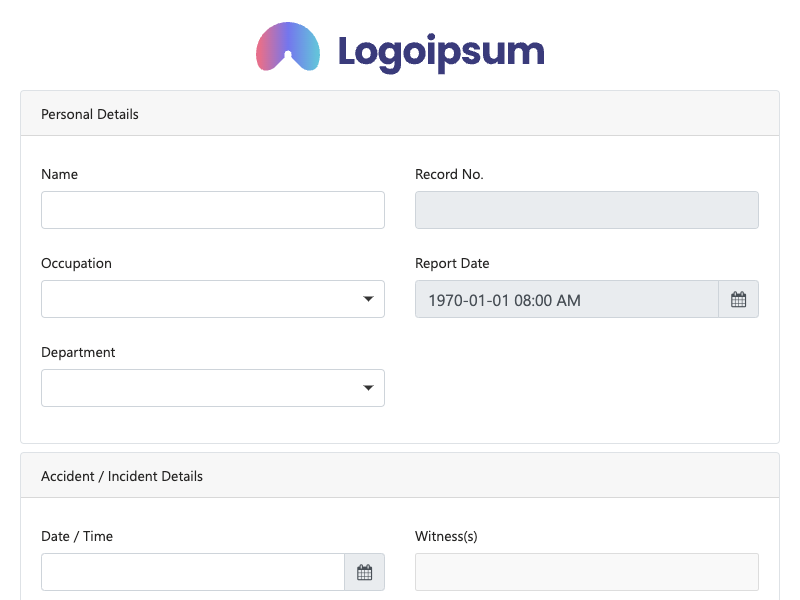 Logoipsum
Personal Details
Name
Record No.
Occupation
Report Date
1970-01-01 08:00 AM
Department
Accident / Incident Details
Date / Time
Witness(s)